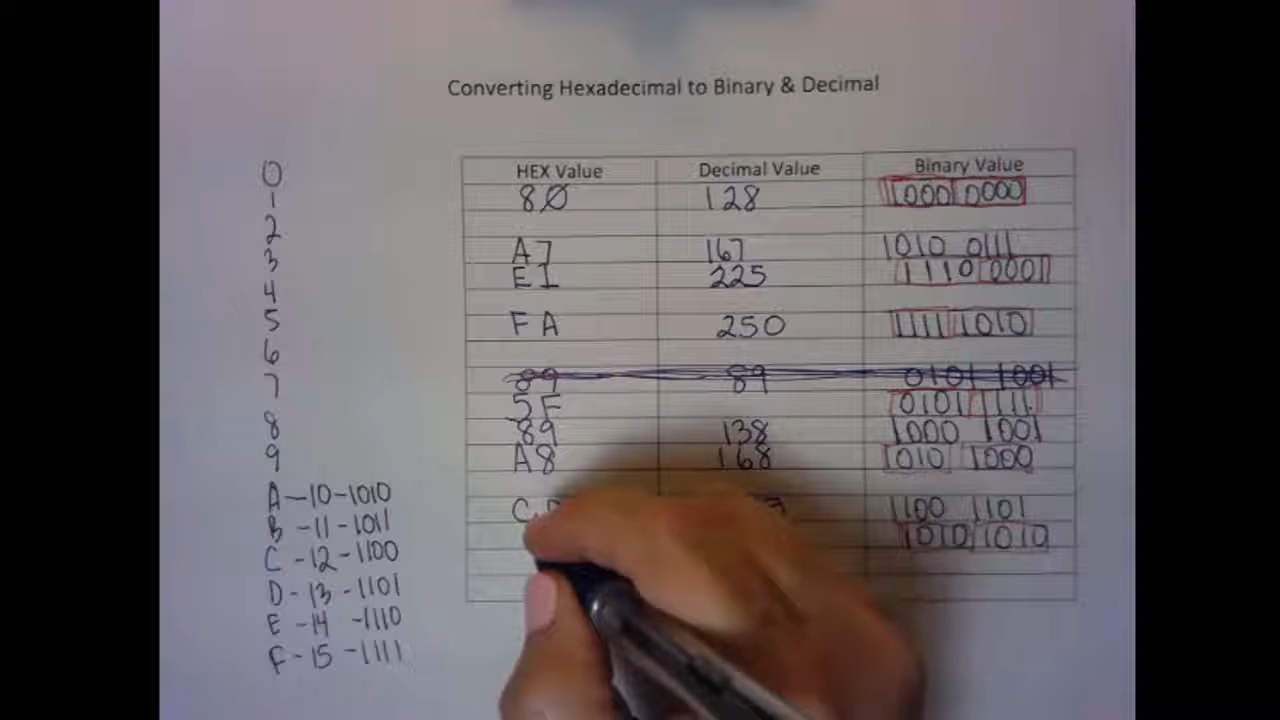 Converting Hexadecimal to Binary & Decimal
HEX Value Decimal Value Binary Value
80 128 1000 0000
A7 167 1010 0111
E1 225 1110 0001
FA 250 1111 1010
89 89 0101 1001
5F 0101 1111
89 138 1000 1001
A8 168 1010 1000
C 1100 1101
1010 1010
0
1
2
3
4
5
6
7
8
9
A - 10 - 1010
B - 11 - 1011
C - 12 - 1100
D - 13 - 1101
E - 14 - 1110
F - 15 - 1111